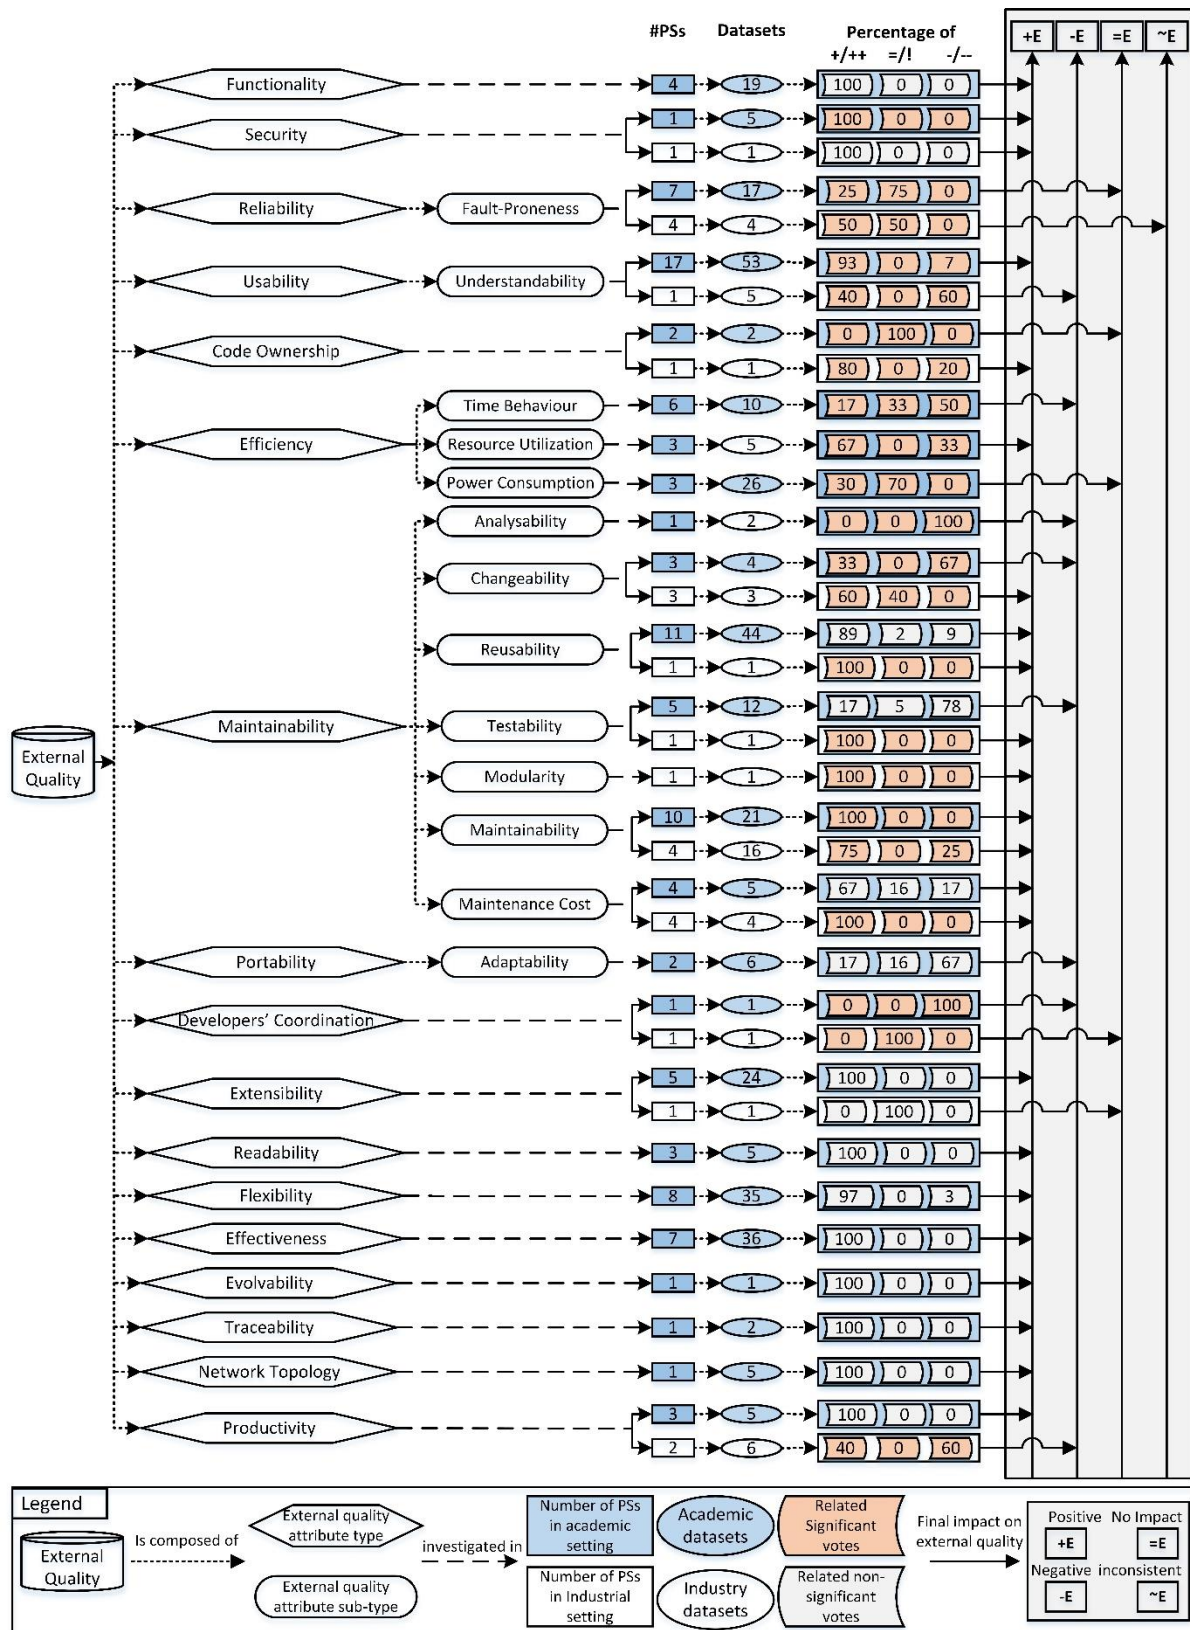 #PSs Datasets Percentage of
+/++ =/! -/--
+E -E =E ~E
Functionality 4 19 100 0 0
Security 1 5 100 0 0
1 1 100 0 0
Reliability Fault-Proneness 7 17 25 75 0
4 4 50 50 0
Usability Understandability 17 53 93 0 7
1 5 40 0 60
Code Ownership 2 2 0 100 0
1 1 80 0 20
Efficiency
Time Behaviour 6 10 17 33 50
Resource Utilization 3 5 67 0 33
Power Consumption 3 26 30 70 0
External
Quality
Maintainability
Analysability 1 2 0 0 100
Changeability 3 4 33 0 67
3 3 60 40 0
Reusability 11 44 89 2 9
1 1 100 0 0
Testability 5 12 17 5 78
1 1 100 0 0
Modularity 1 1 100 0 0
Maintainability 10 21 100 0 0
4 16 75 0 25
Maintenance Cost 4 5 67 16 17
4 4 100 0 0
Portability Adaptability 2 6 17 16 67
Developers' Coordination 1 1 0 0 100
1 1 0 100 0
Extensibility 5 24 100 0 0
1 1 0 100 0
Readability 3 5 100 0 0
Flexibility 8 35 97 0 3
Effectiveness 7 36 100 0 0
Evolvability 1 1 100 0 0
Traceability 1 2 100 0 0
Network Topology 1 5 100 0 0
Productivity 3 5 100 0 0
2 6 40 0 60
Legend
External
Quality
Is composed of
External quality
attribute type
External quality
attribute sub-type
investigated in
Number of PSs
in academic
setting
Number of PSs
in Industrial
setting
Academic
datasets
Industry
datasets
Related
Significant
votes
Related non-
significant
votes
Final impact on
external quality
Positive No Impact
+E =E
Negative inconsistent
-E ~E